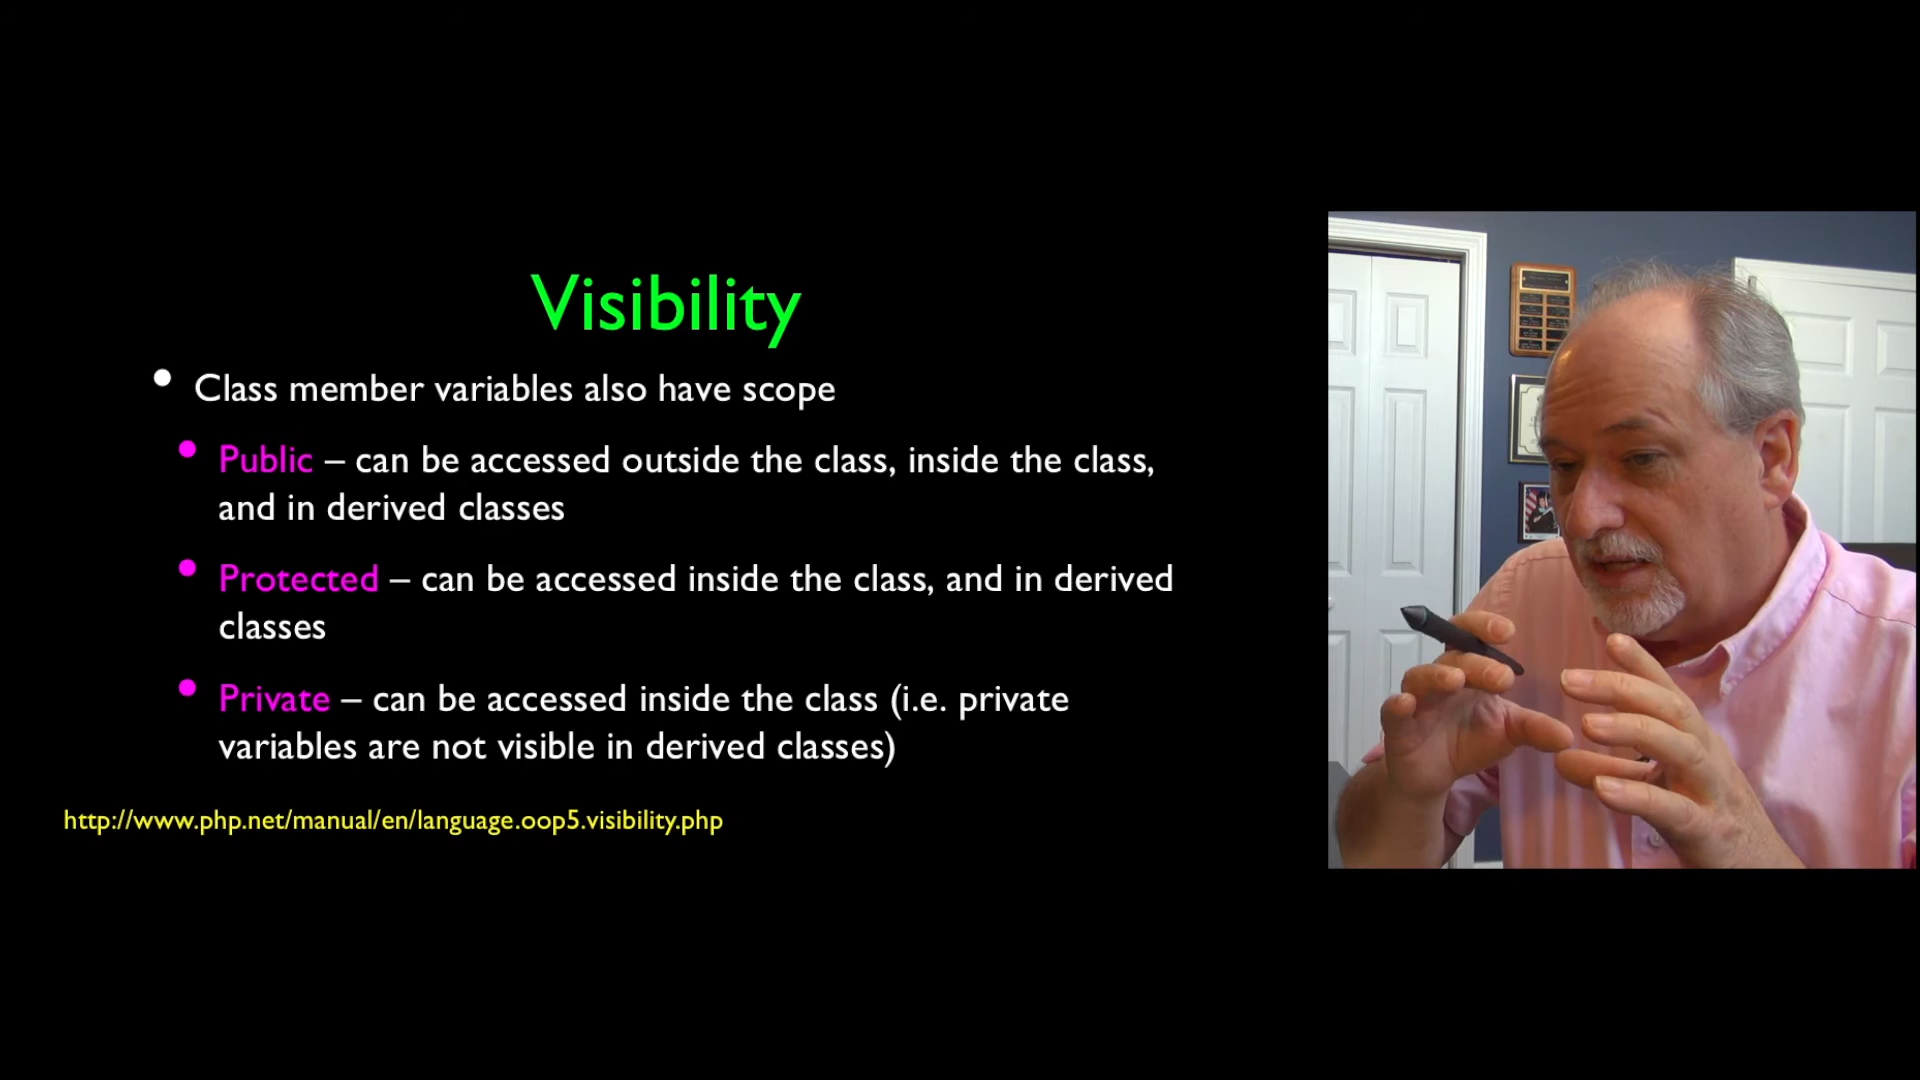 Visibility
• Class member variables also have scope
• Public – can be accessed outside the class, inside the class,
and in derived classes
• Protected – can be accessed inside the class, and in derived
classes
• Private – can be accessed inside the class (i.e. private
variables are not visible in derived classes)
http://www.php.net/manual/en/language.oop5.visibility.php